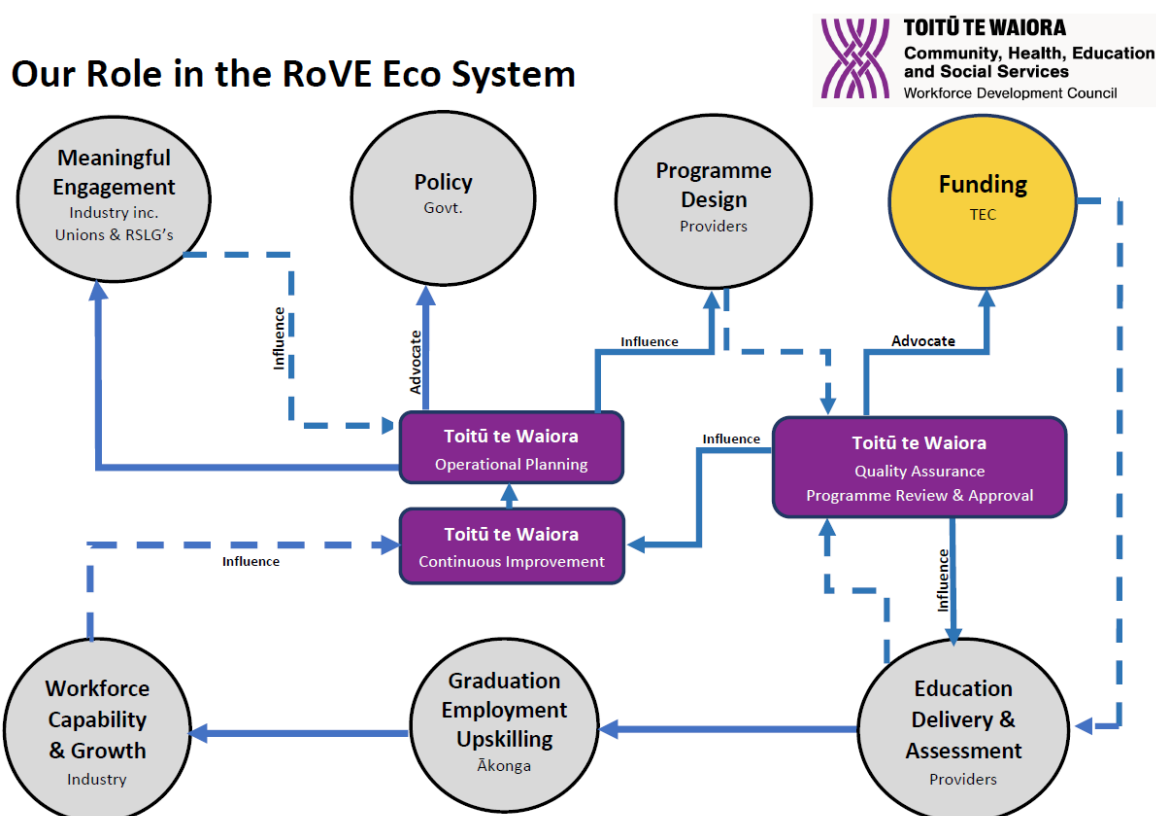 Our Role in the RoVE Eco System
TOITŪ TE WAIORA
Community, Health, Education
and Social Services
Workforce Development Council
Meaningful
Engagement
Industry inc.
Unions & RSLG's
Policy
Govt.
Programme
Design
Providers
Funding
TEC
Influence
Advocate
Influence
Advocate
Toitū te Waiora
Operational Planning
Influence
Toitū te Waiora
Quality Assurance
Programme Review & Approval
Toitū te Waiora
Continuous Improvement
Influence
Influence
Workforce
Capability
& Growth
Industry
Graduation
Employment
Upskilling
Ākonga
Education
Delivery &
Assessment
Providers